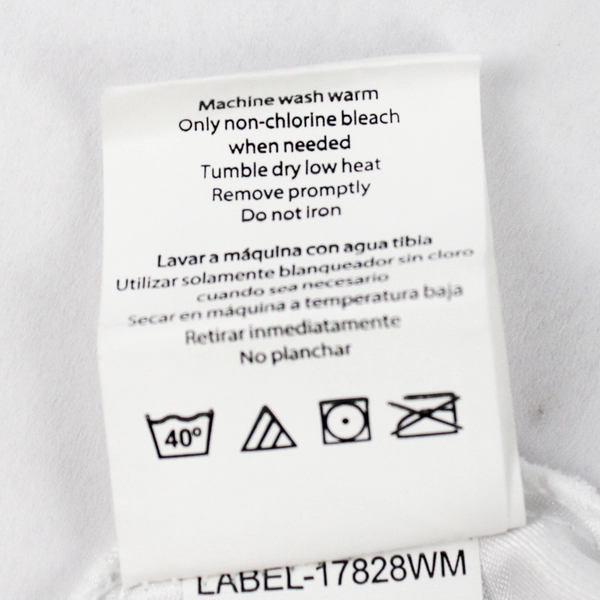 Machine wash warm
Only non-chlorine bleach
when needed
Tumble dry low heat
Remove promptly
Do not iron
Lavar a máquina con agua tibia
Utilizar solamente blanqueador sin cloro
cuando sea necesario
Secar en máquina a temperatura baja
Retirar inmediatamente
No planchar
40º
LABEL-17828WM